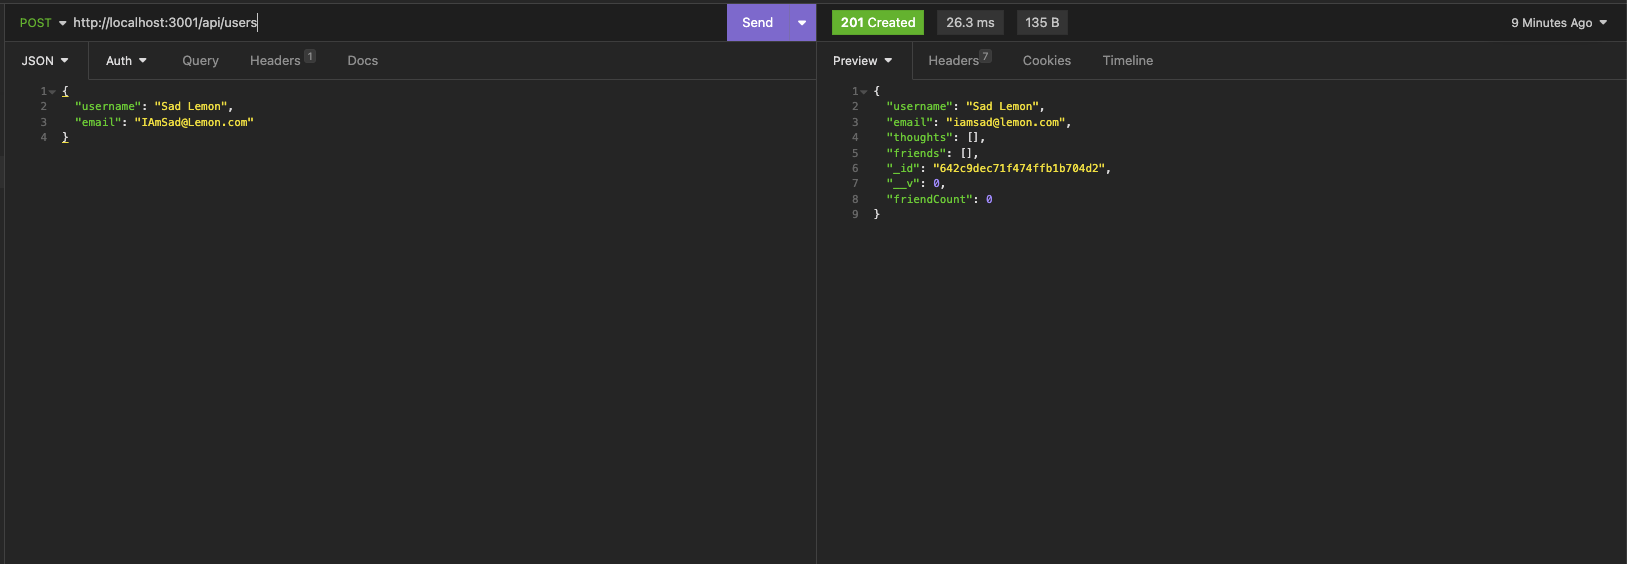 POST http://localhost:3001/api/users Send 201 Created 26.3 ms 135 B 9 Minutes Ago
JSON Auth Query Headers 1 Docs Preview Headers 7 Cookies Timeline
1 {
2 "username": "Sad Lemon",
3 "email": "IAmSad@Lemon.com"
4 }
1 {
2 "username": "Sad Lemon",
3 "email": "iamsad@lemon.com",
4 "thoughts": [],
5 "friends": [],
6 "_id": "642c9dec71f474ffb1b704d2",
7 "__v": 0,
8 "friendCount": 0
9 }